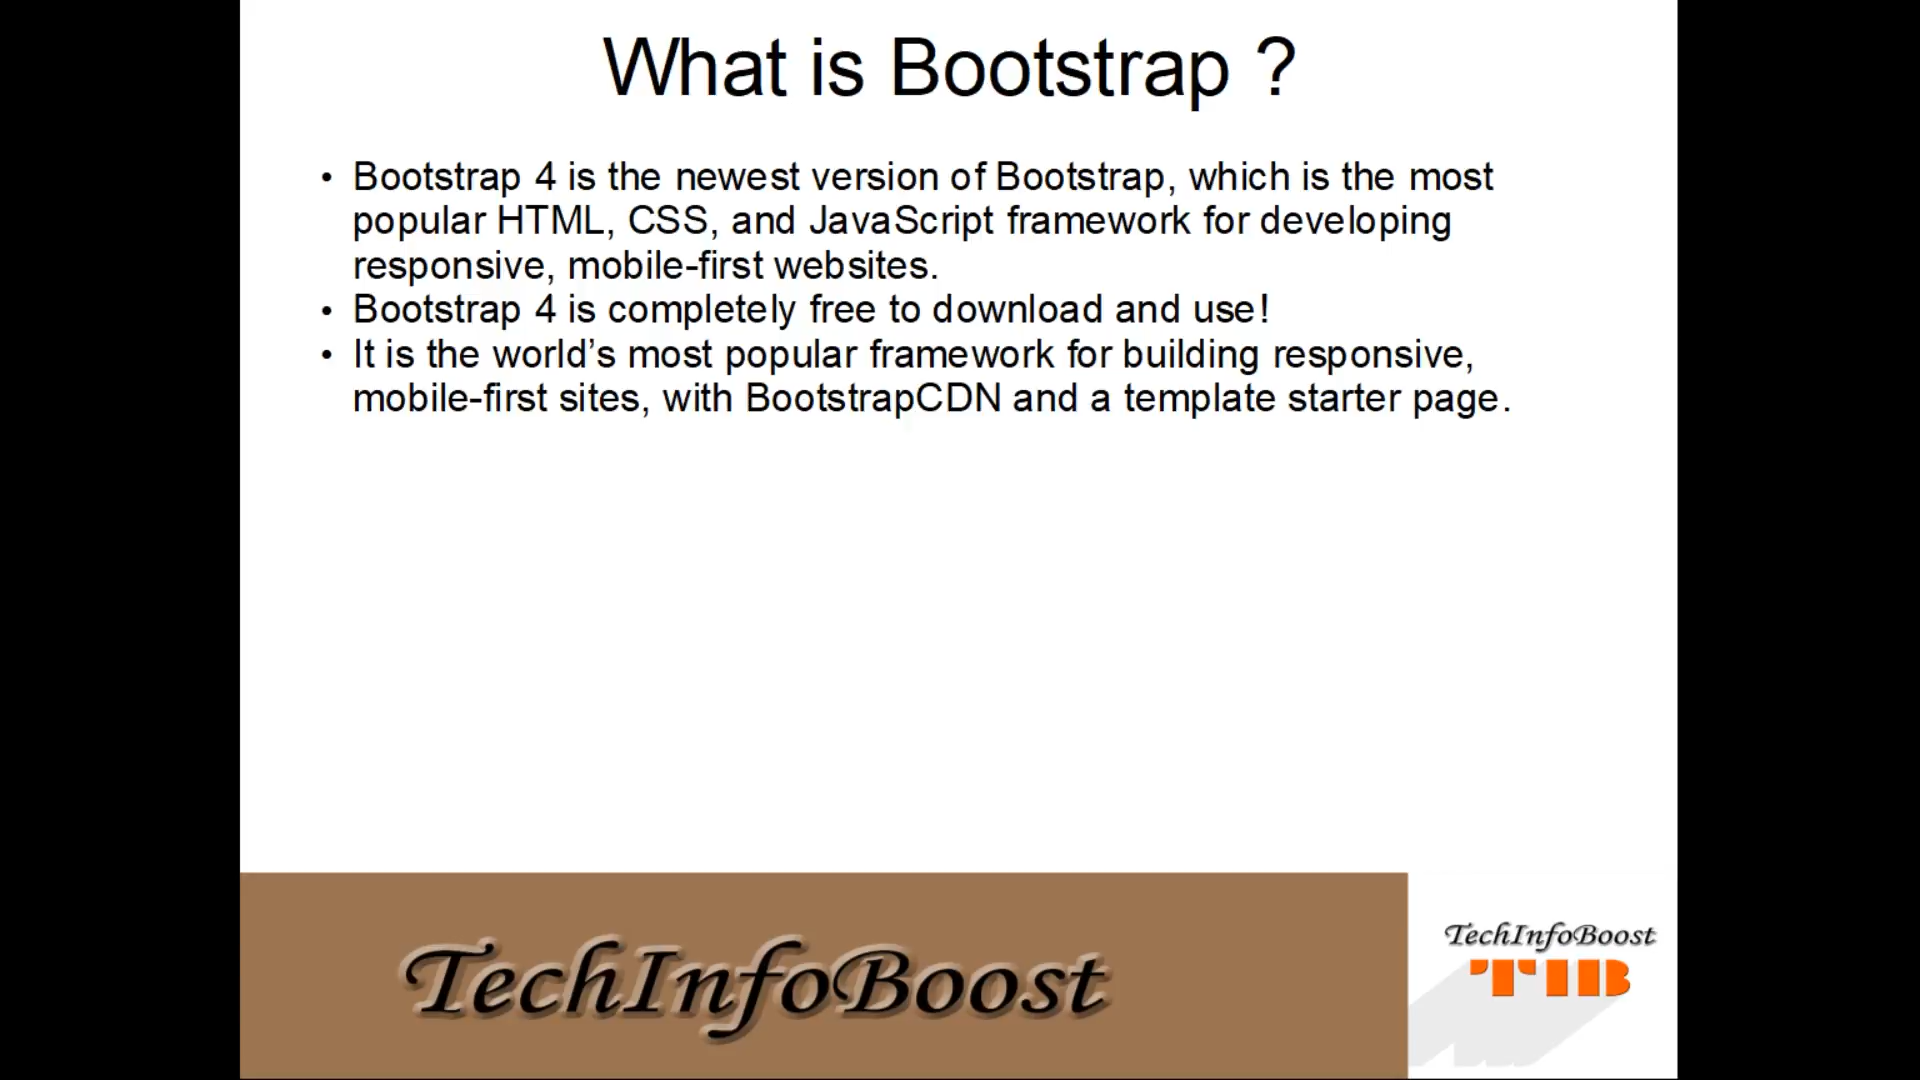 What is Bootstrap ?
• Bootstrap 4 is the newest version of Bootstrap, which is the most
popular HTML, CSS, and JavaScript framework for developing
responsive, mobile-first websites.
• Bootstrap 4 is completely free to download and use!
• It is the world’s most popular framework for building responsive,
mobile-first sites, with BootstrapCDN and a template starter page.
TechInfoBoost
TechInfoBoost
TIB